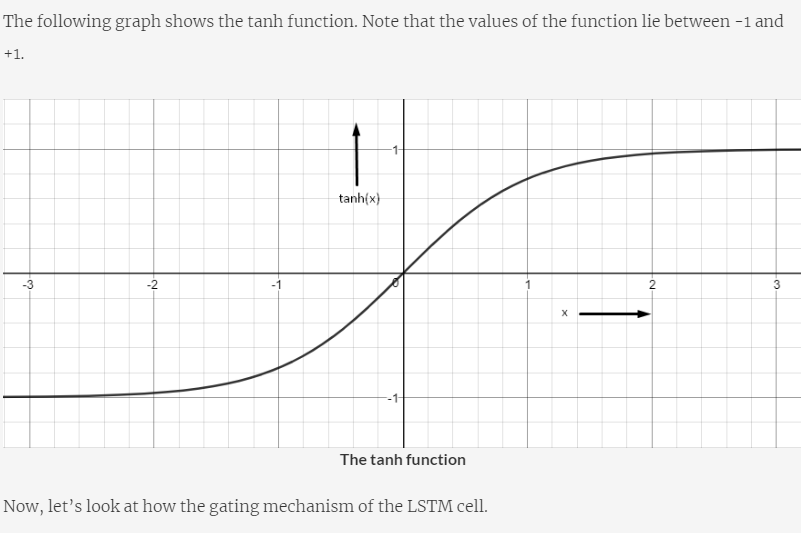 The following graph shows the tanh function. Note that the values of the function lie between -1 and
+1.
1
tanh(x)
-3 -2 -1 0 1 2 3
x
-1
The tanh function
Now, let’s look at how the gating mechanism of the LSTM cell.